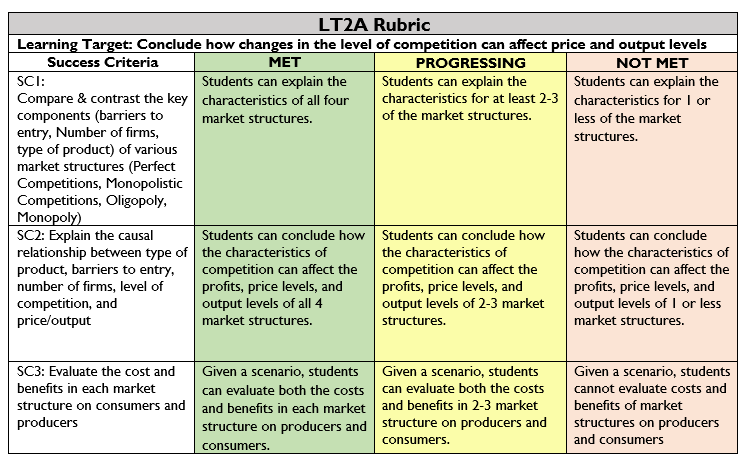 LT2A Rubric
Learning Target: Conclude how changes in the level of competition can affect price and output levels
Success Criteria
MET
PROGRESSING
NOT MET
SC1:
Compare & contrast the key
components (barriers to
entry, Number of firms,
type of product) of various
market structures (Perfect
Competitions, Monopolistic
Competitions, Oligopoly,
Monopoly)
Students can explain the
characteristics of all four
market structures.
Students can explain the
characteristics for at least 2-3
of the market structures.
Students can explain the
characteristics for 1 or
less of the market
structures.
SC2: Explain the causal
relationship between type of
product, barriers to entry,
number of firms, level of
competition, and
price/output
Students can conclude how
the characteristics of
competition can affect the
profits, price levels, and
output levels of all 4
market structures.
Students can conclude how
the characteristics of
competition can affect the
profits, price levels, and
output levels of 2-3 market
structures.
Students can conclude
how the characteristics of
competition can affect the
profits, price levels, and
output levels of 1 or less
market structures.
SC3: Evaluate the cost and
benefits in each market
structure on consumers and
producers
Given a scenario, students
can evaluate both the costs
and benefits in each market
structure on producers and
consumers.
Given a scenario, students
can evaluate both the costs
and benefits in 2-3 market
structure on producers and
consumers.
Given a scenario, students
cannot evaluate costs and
benefits of market
structures on producers
and consumers